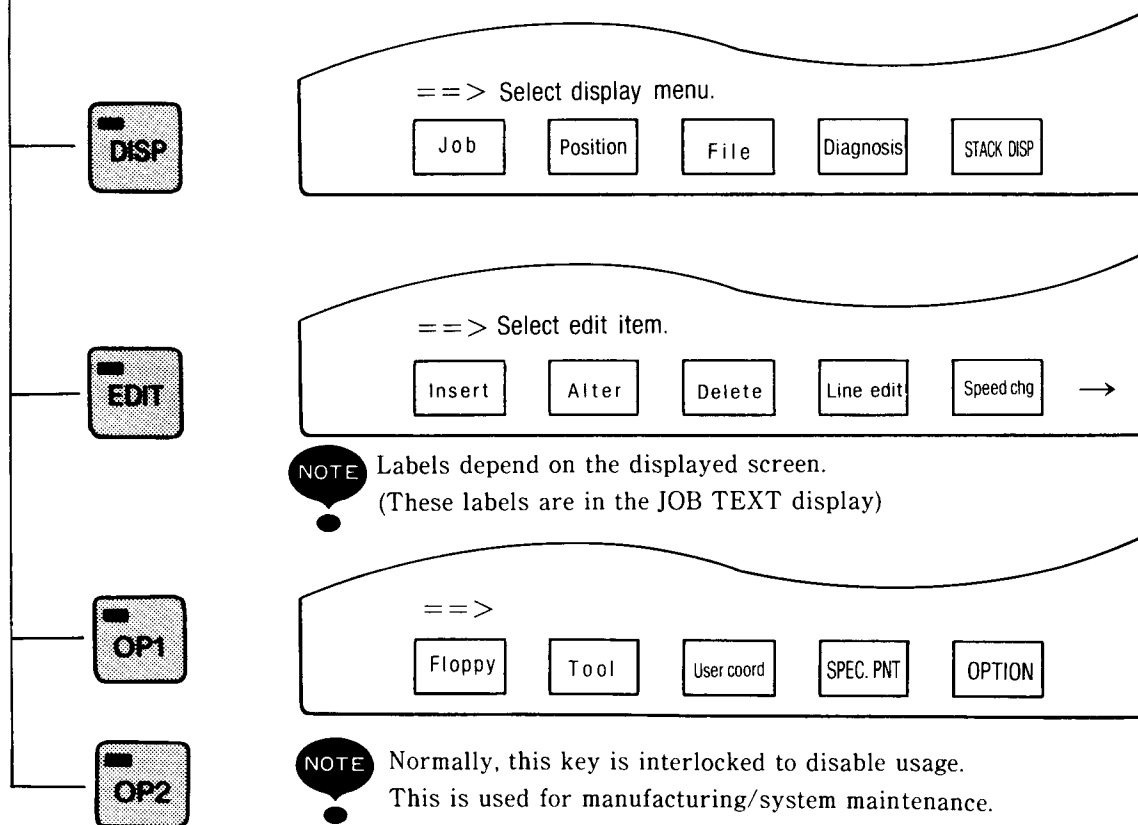 DISP
==> Select display menu.
Job Position File Diagnosis STACK DISP
EDIT
==> Select edit item.
Insert Alter Delete Line edit Speed chg →
NOTE Labels depend on the displayed screen.
(These labels are in the JOB TEXT display)
OP1
==>
Floppy Tool User coord SPEC. PNT OPTION
OP2
NOTE Normally, this key is interlocked to disable usage.
This is used for manufacturing/system maintenance.